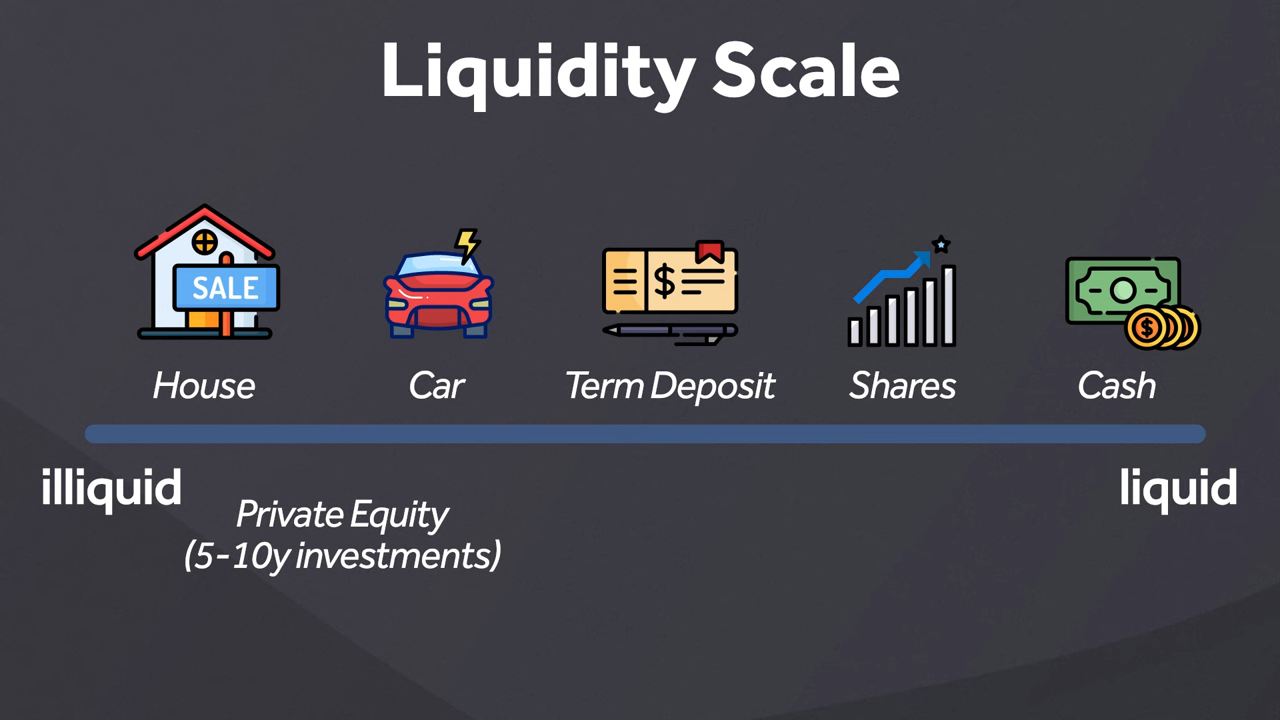 Liquidity Scale
SALE
$
$
House
Car
Term Deposit
Shares
Cash
illiquid
liquid
Private Equity
(5-10y investments)